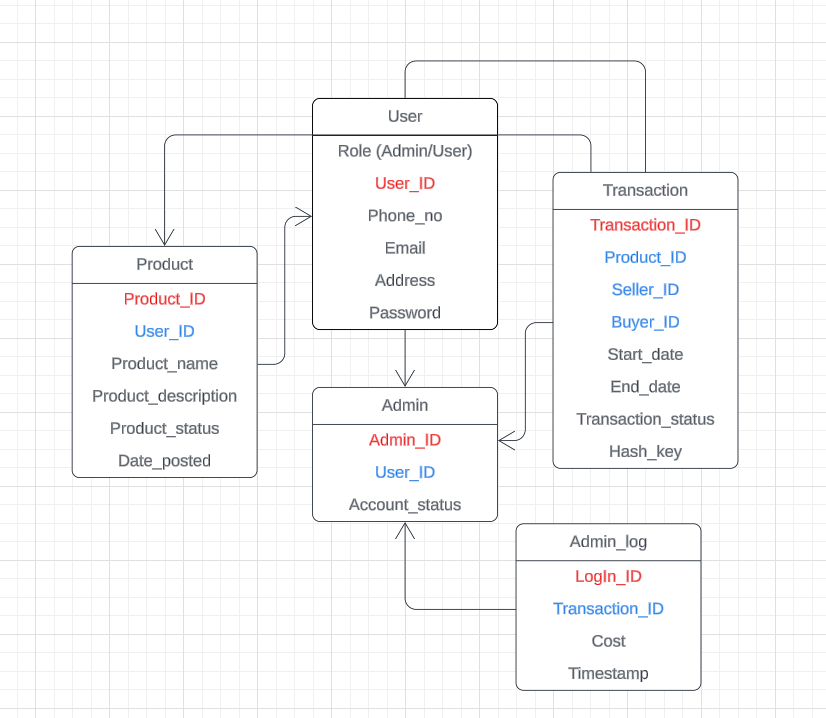 User
Role (Admin/User)
User_ID
Phone_no
Email
Address
Password
Transaction
Transaction_ID
Product_ID
Seller_ID
Buyer_ID
Start_date
End_date
Transaction_status
Hash_key
Product
Product_ID
User_ID
Product_name
Product_description
Product_status
Date_posted
Admin
Admin_ID
User_ID
Account_status
Admin_log
LogIn_ID
Transaction_ID
Cost
Timestamp